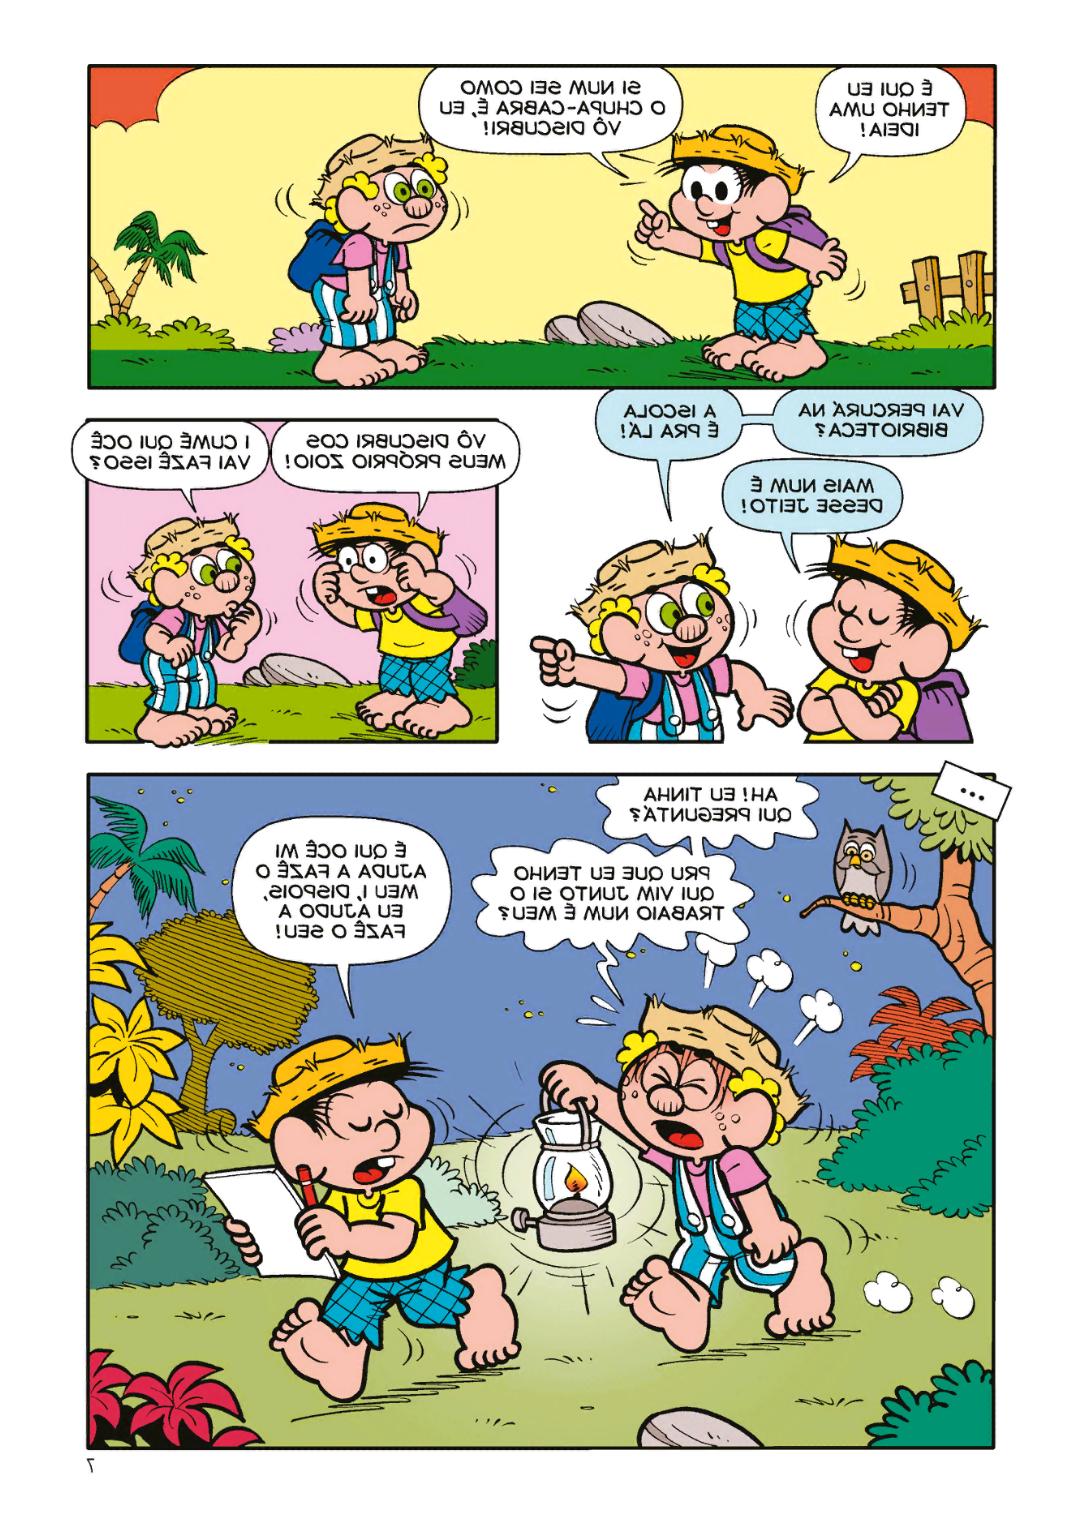 É QUI EU
TENHO UMA
IDEIA!
SI NUM SEI COMO
O CHUPA-CABRA É, EU
VÔ DISCUBRI!
VAI PERCURÁ NA
BIBRIOTECA?
A ISCOLA
É PRA LÁ!
MAIS NUM É
DESSE JEITO!
VÔ DISCUBRI COS
MEUS PRÓPRIO ZOIO!
I CUMÉ QUI OCÊ
VAI FAZÊ ISSO?
...
AH! EU TINHA
QUI PREGUNTÁ?
PRU QUE EU TENHO
QUI VIM JUNTO SI O
TRABAIO NUM É MEU?
É QUI OCÊ MI
AJUDA A FAZÊ O
MEU I, DISPOIS,
EU AJUDO A
FAZÊ O SEU!
7